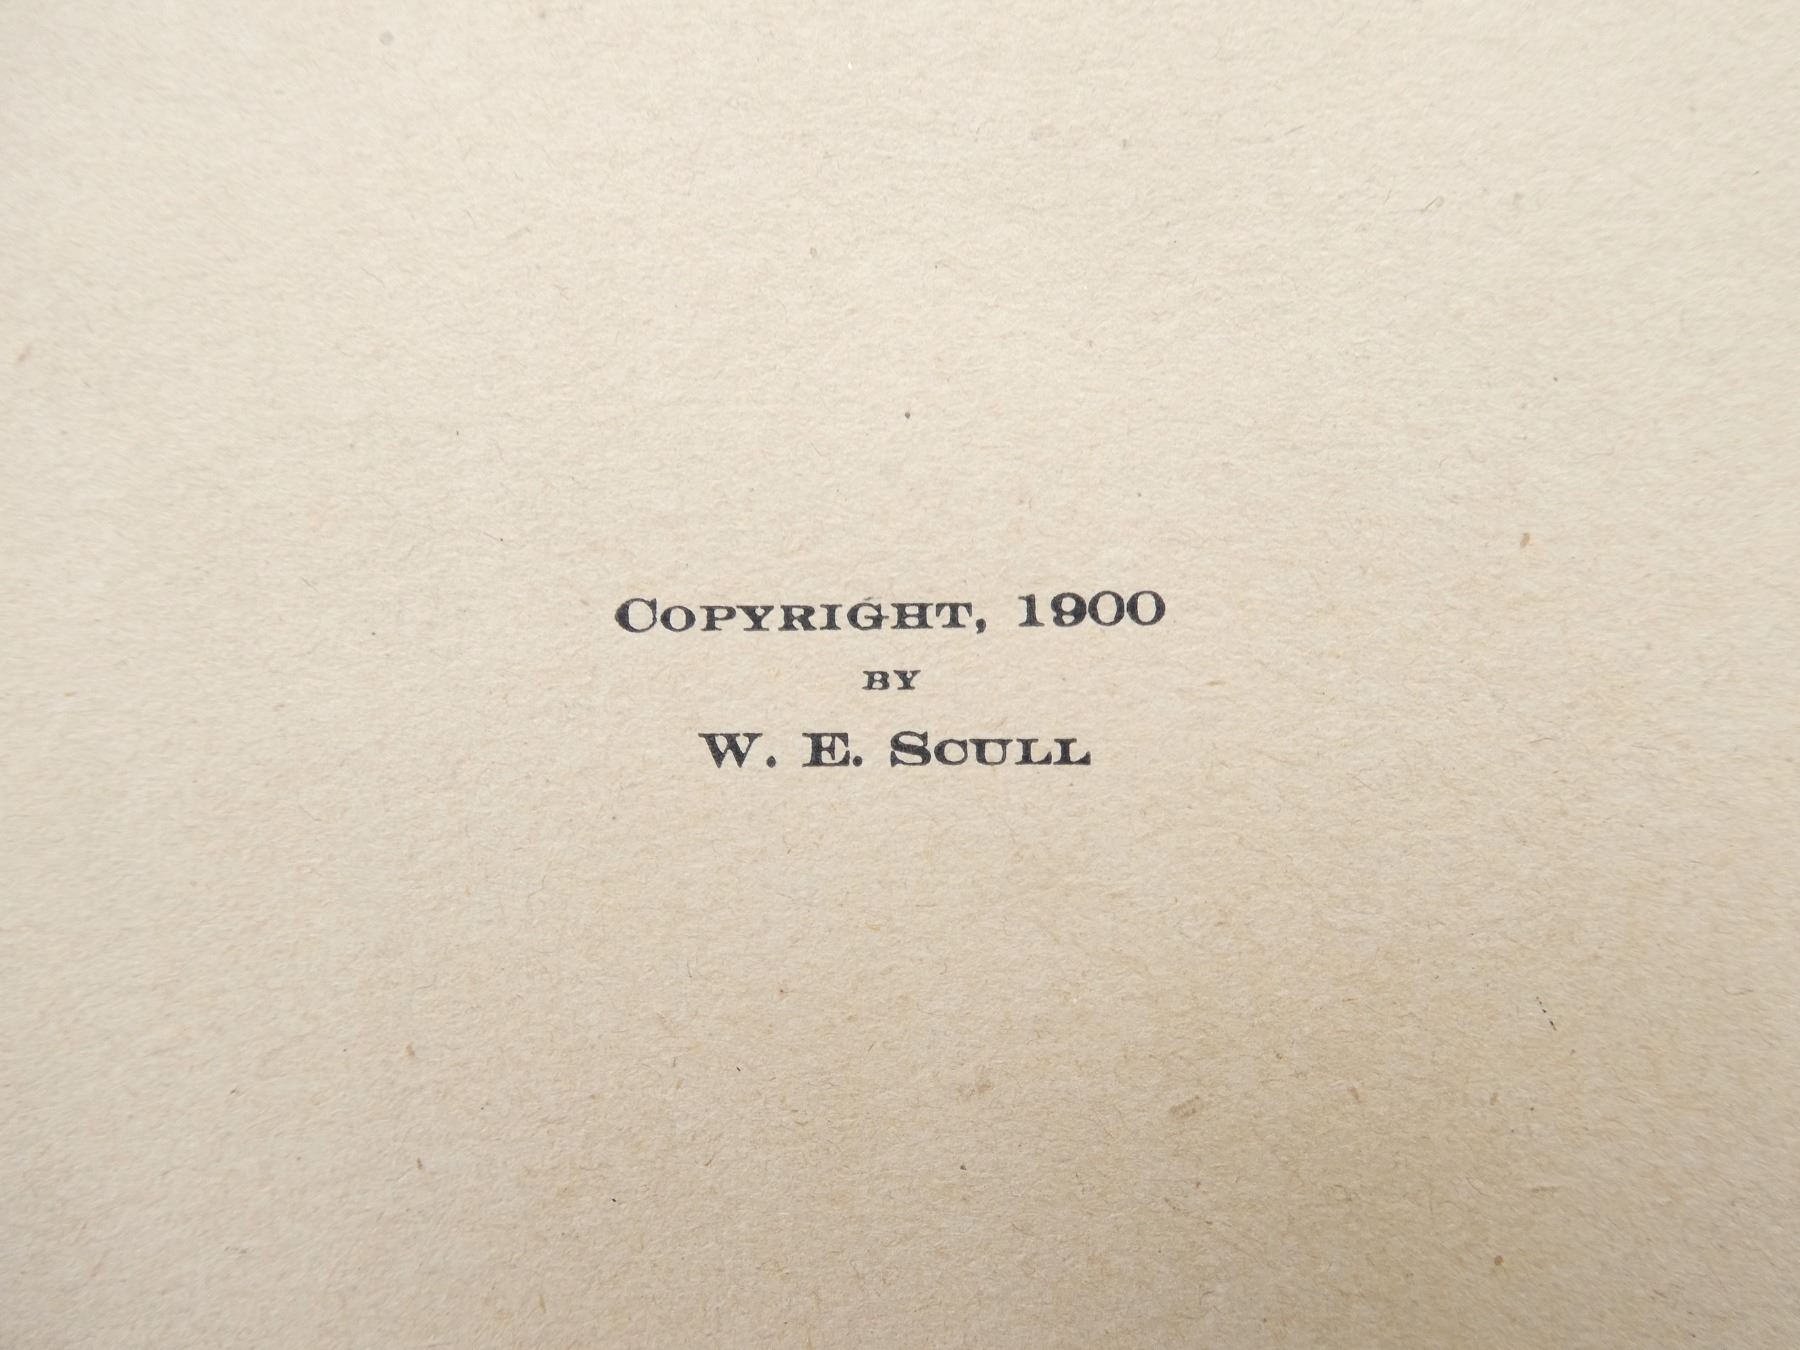 Copyright, 1900
by
W. E. Scull